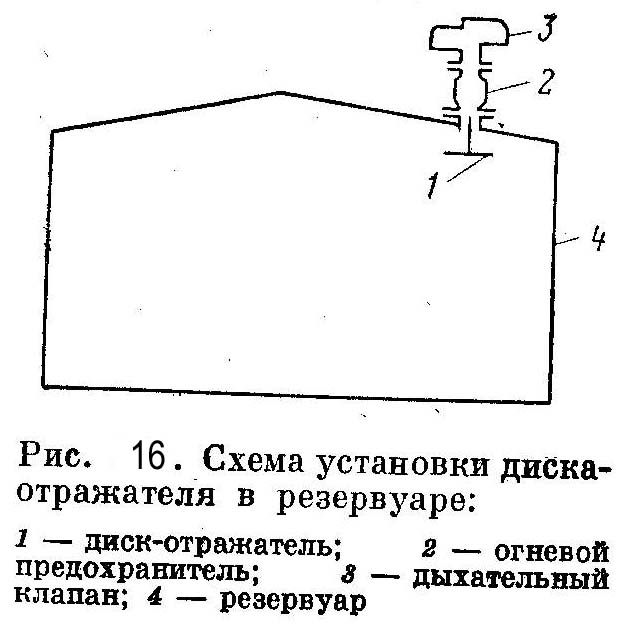 3
2
1
4
Рис. 16. Схема установки диска-
отражателя в резервуаре:
1 — диск-отражатель; 2 — огневой
предохранитель; 3 — дыхательный
клапан; 4 — резервуар